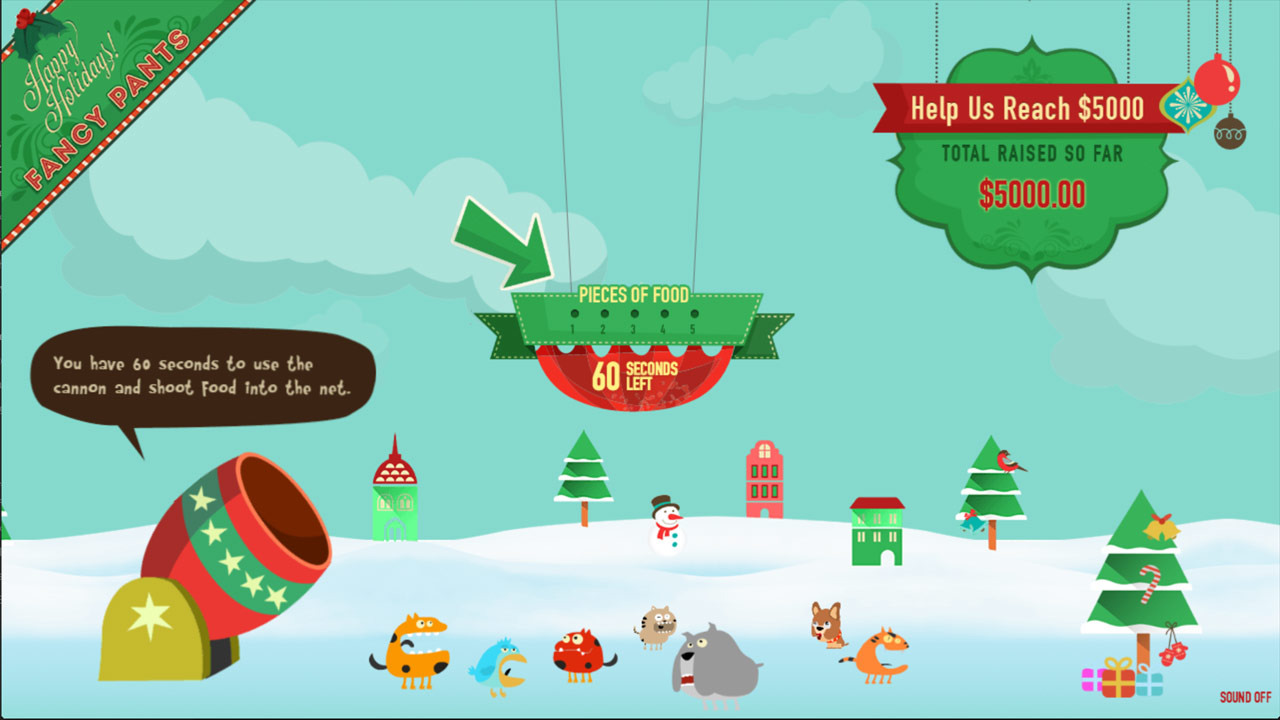 Happy
Holidays!
FANCY PANTS
Help Us Reach $5000
TOTAL RAISED SO FAR
$5000.00
PIECES OF FOOD
1 2 3 4 5
60 SECONDS
LEFT
You have 60 seconds to use the
cannon and shoot food into the net.
SOUND OFF